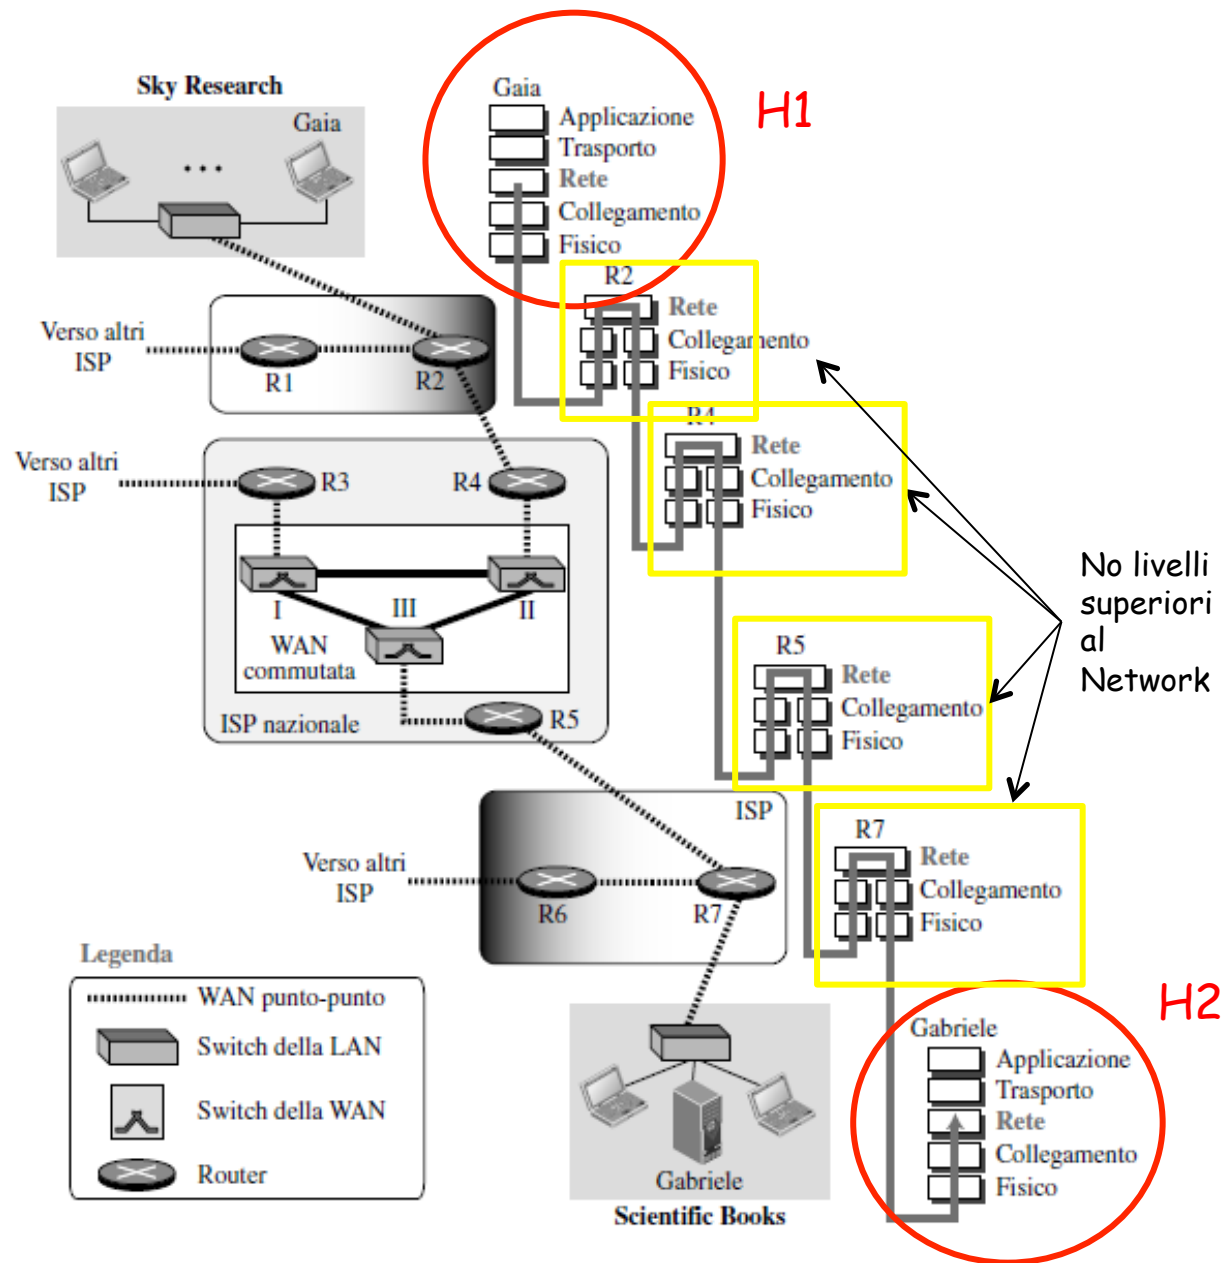 Sky Research
Gaia
Gaia
Applicazione
Trasporto
Rete
Collegamento
Fisico
H1
R2
Rete
Collegamento
Fisico
Verso altri
ISP
R1
R2
R4
Rete
Collegamento
Fisico
Verso altri
ISP
R3
R4
I
III
II
WAN
commutata
ISP nazionale
R5
No livelli
superiori
al
Network
R5
Rete
Collegamento
Fisico
ISP
Verso altri
ISP
R6
R7
R7
Rete
Collegamento
Fisico
Legenda
WAN punto-punto
Switch della LAN
Switch della WAN
Router
Gabriele
Scientific Books
H2
Gabriele
Applicazione
Trasporto
Rete
Collegamento
Fisico